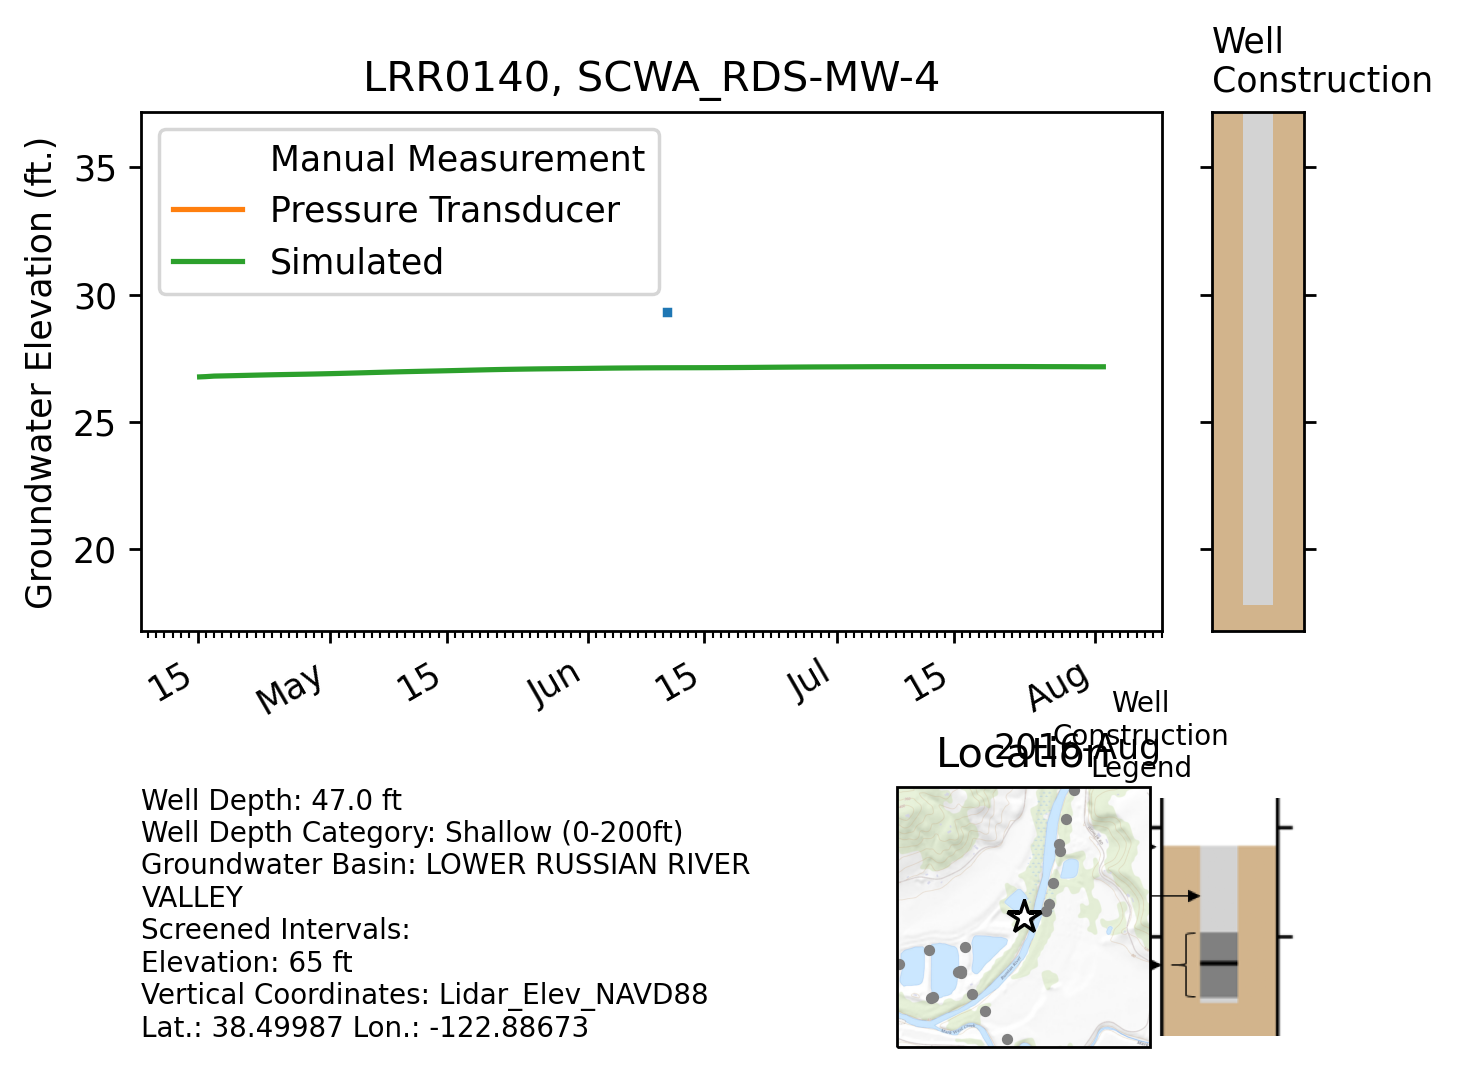 Well
Construction
LRR0140, SCWA_RDS-MW-4
Groundwater Elevation (ft.)
35
30
25
20
Manual Measurement
Pressure Transducer
Simulated
15
May
15
Jun
15
Jul
15
Aug
2016-Aug
Well
Construction
Legend
Location
Well Depth: 47.0 ft
Well Depth Category: Shallow (0-200ft)
Groundwater Basin: LOWER RUSSIAN RIVER
VALLEY
Screened Intervals:
Elevation: 65 ft
Vertical Coordinates: Lidar_Elev_NAVD88
Lat.: 38.49987 Lon.: -122.88673